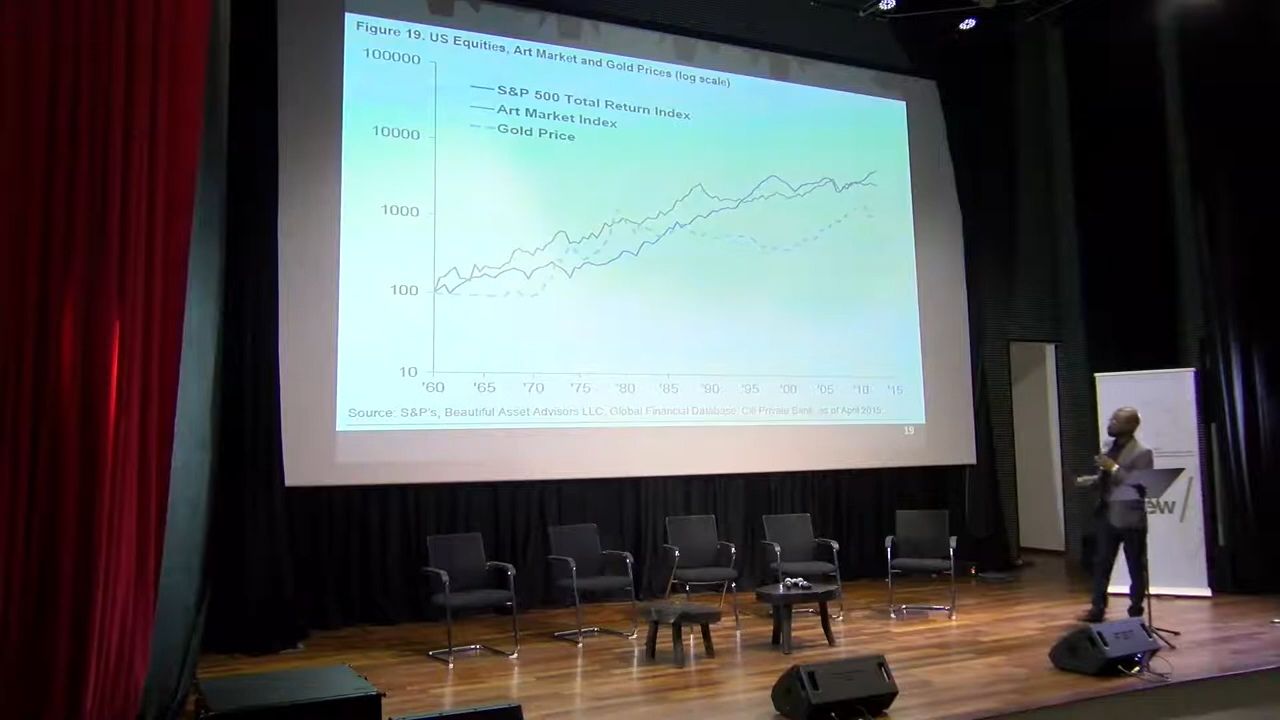 Figure 19. US Equities, Art Market and Gold Prices (log scale)
100000
S&P 500 Total Return Index
Art Market Index
Gold Price
10000
1000
100
10
'60 '65 '70 '75 '80 '85 '90 '95 '00 '05 '10 '15
Source: S&P's, Beautiful Asset Advisors LLC, Global Financial Database, Citi Private Bank, as of April 2015
19
ew/